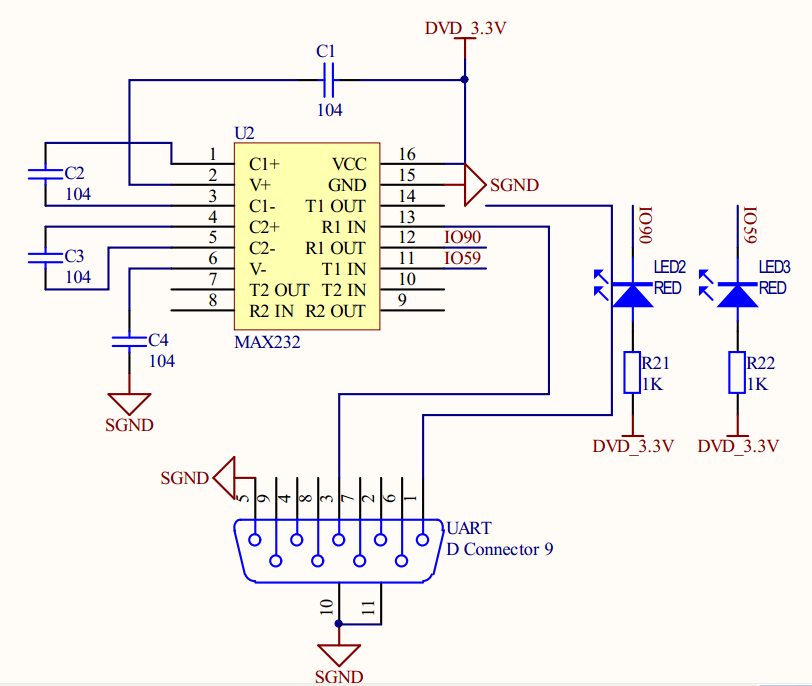 DVD_3.3V
C1
104
U2
1 C1+ VCC 16
2 V+ GND 15 SGND
3 C1- T1 OUT 14
4 C2+ R1 IN 13
5 C2- R1 OUT 12 IO90
6 V- T1 IN 11 IO59
7 T2 OUT T2 IN 10
8 R2 IN R2 OUT 9
MAX232
C2
104
C3
104
C4
104
SGND
IO90
LED2
RED
R21
1K
DVD_3.3V
IO59
LED3
RED
R22
1K
DVD_3.3V
SGND
5 9 4 8 3 7 2 6 1
UART
D Connector 9
10 11
SGND